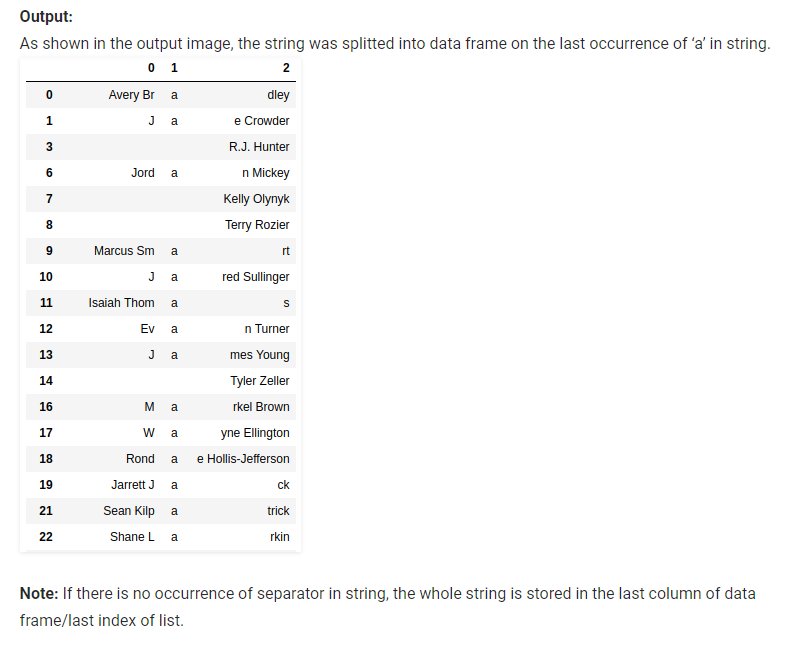 Output:
As shown in the output image, the string was splitted into data frame on the last occurrence of ‘a’ in string.
0 1 2
0 Avery Br a dley
1 J a e Crowder
3 R.J. Hunter
6 Jord a n Mickey
7 Kelly Olynyk
8 Terry Rozier
9 Marcus Sm a rt
10 J a red Sullinger
11 Isaiah Thom a s
12 Ev a n Turner
13 J a mes Young
14 Tyler Zeller
16 M a rkel Brown
17 W a yne Ellington
18 Rond a e Hollis-Jefferson
19 Jarrett J a ck
21 Sean Kilp a trick
22 Shane L a rkin
Note: If there is no occurrence of separator in string, the whole string is stored in the last column of data
frame/last index of list.